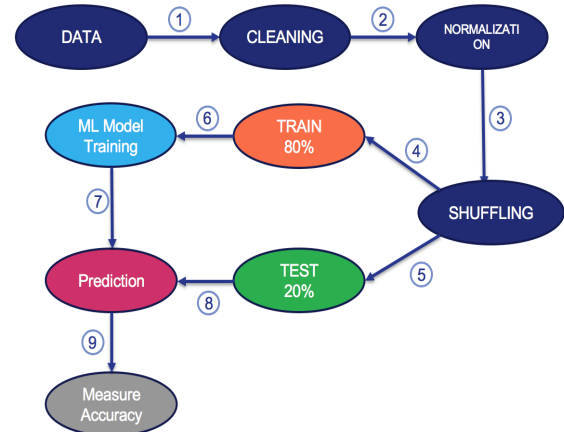 DATA
1
CLEANING
2
NORMALIZATI
ON
3
ML Model
Training
6
TRAIN
80%
4
7
SHUFFLING
Prediction
8
TEST
20%
5
9
Measure
Accuracy